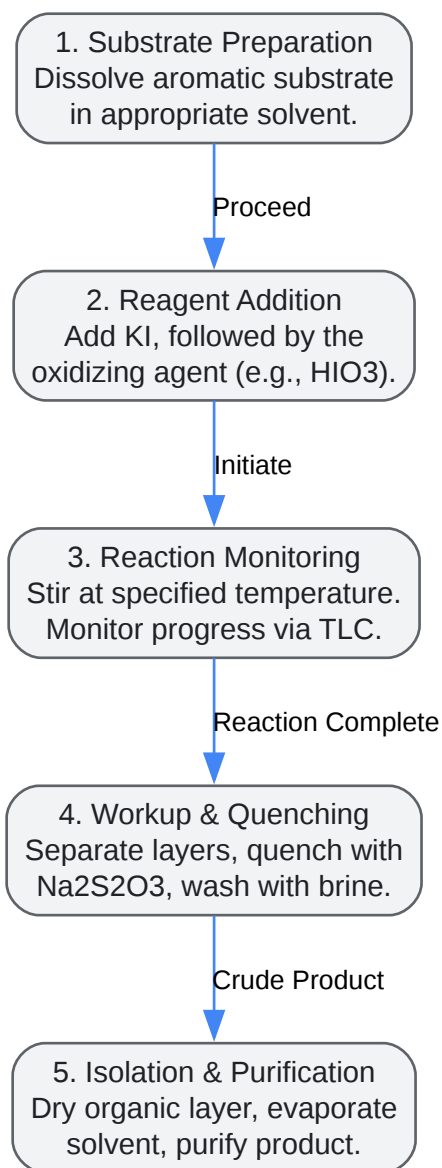 1. Substrate Preparation
Dissolve aromatic substrate
in appropriate solvent.
Proceed
2. Reagent Addition
Add KI, followed by the
oxidizing agent (e.g., HIO3).
Initiate
3. Reaction Monitoring
Stir at specified temperature.
Monitor progress via TLC.
Reaction Complete
4. Workup & Quenching
Separate layers, quench with
Na2S2O3, wash with brine.
Crude Product
5. Isolation & Purification
Dry organic layer, evaporate
solvent, purify product.